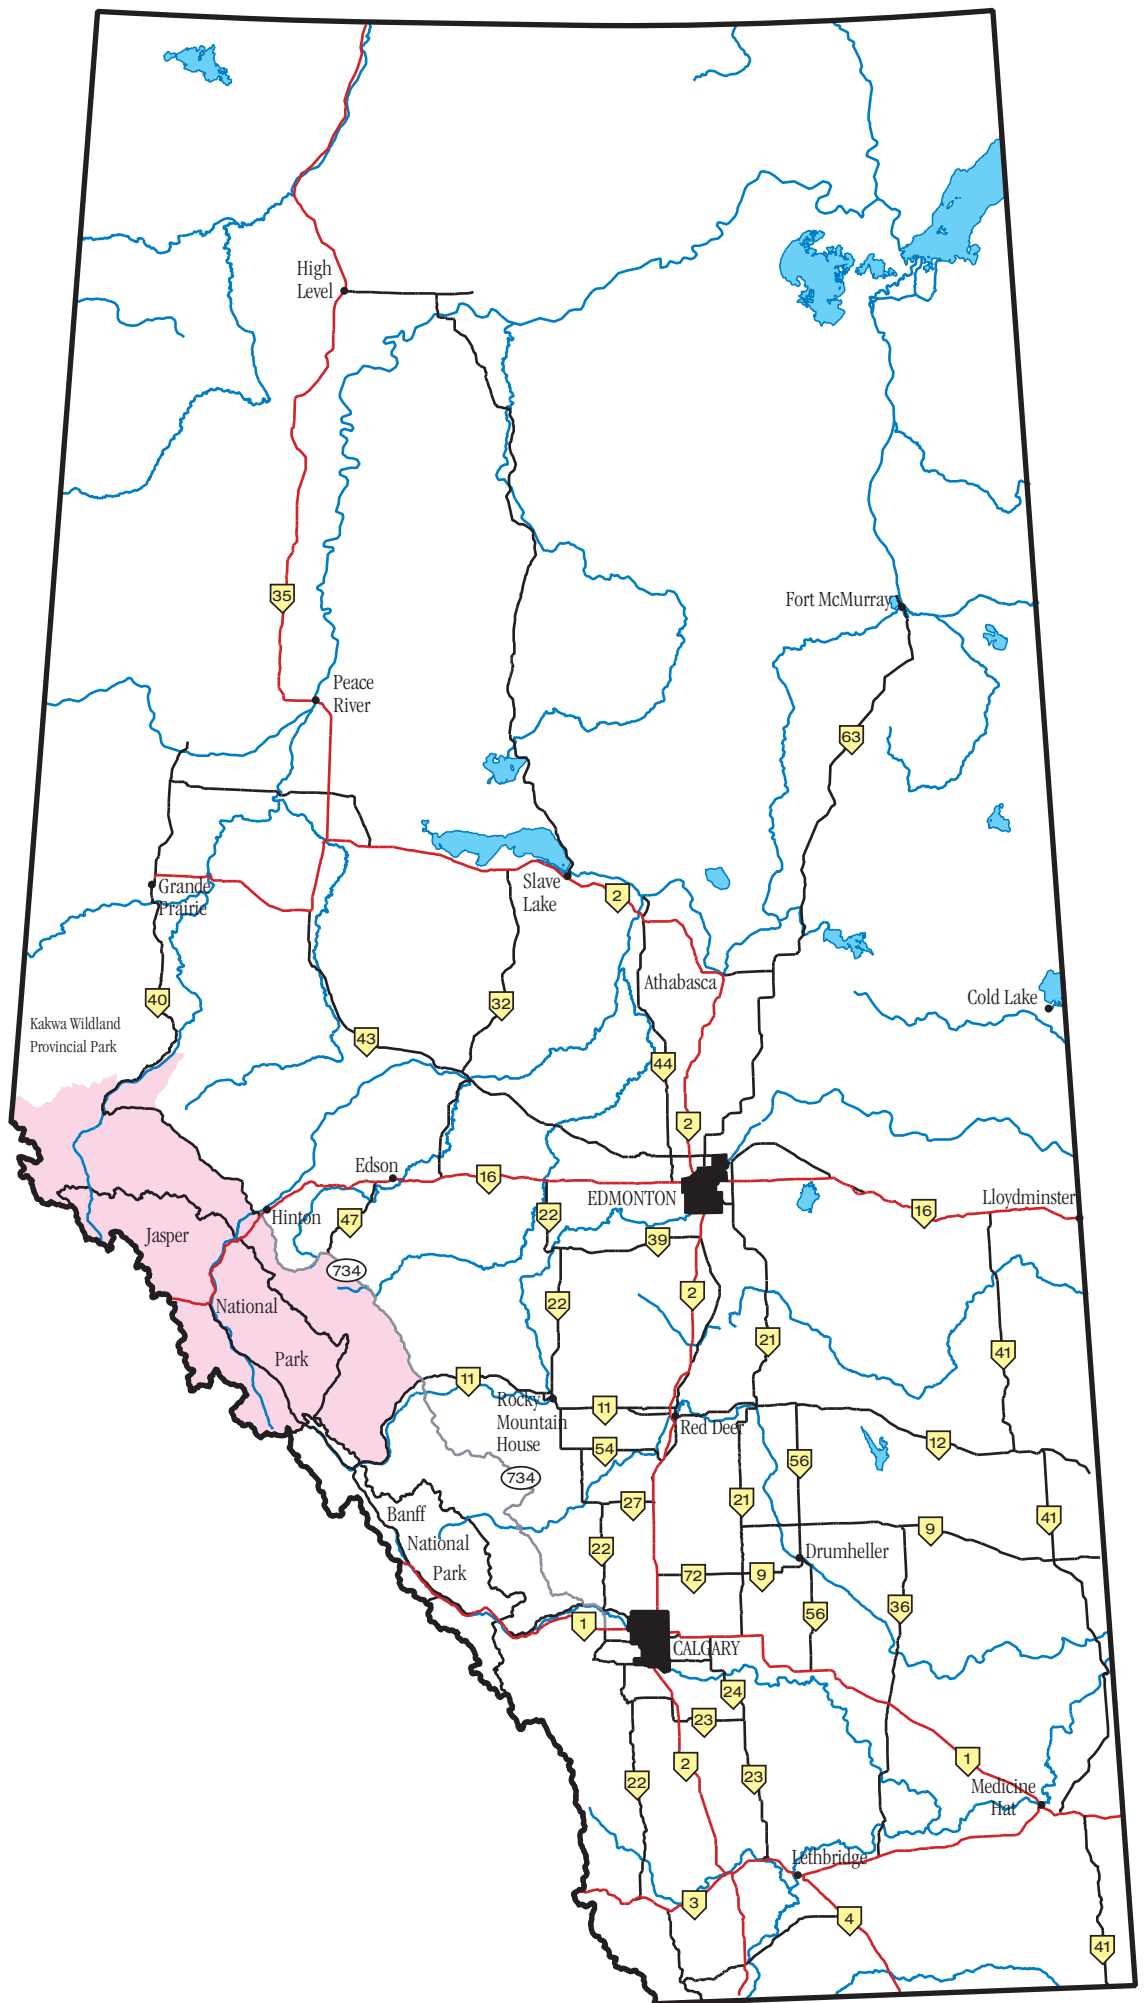 High
Level
35
Fort McMurray
Peace
River
63
Grande
Prairie
Slave
Lake
2
Athabasca
Cold Lake
40
32
Kakwa Wildland
Provincial Park
43
44
2
Edson
16
EDMONTON
Lloydminster
16
Hinton
47
22
Jasper
39
734
National
22
2
21
Park
41
11
Rocky
Mountain
House
11
Red Deer
12
54
56
734
27
21
Banff
National
Park
41
9
22
Drumheller
72
9
36
56
1
CALGARY
24
23
2
1
23
22
Medicine
Hat
Lethbridge
3
4
41